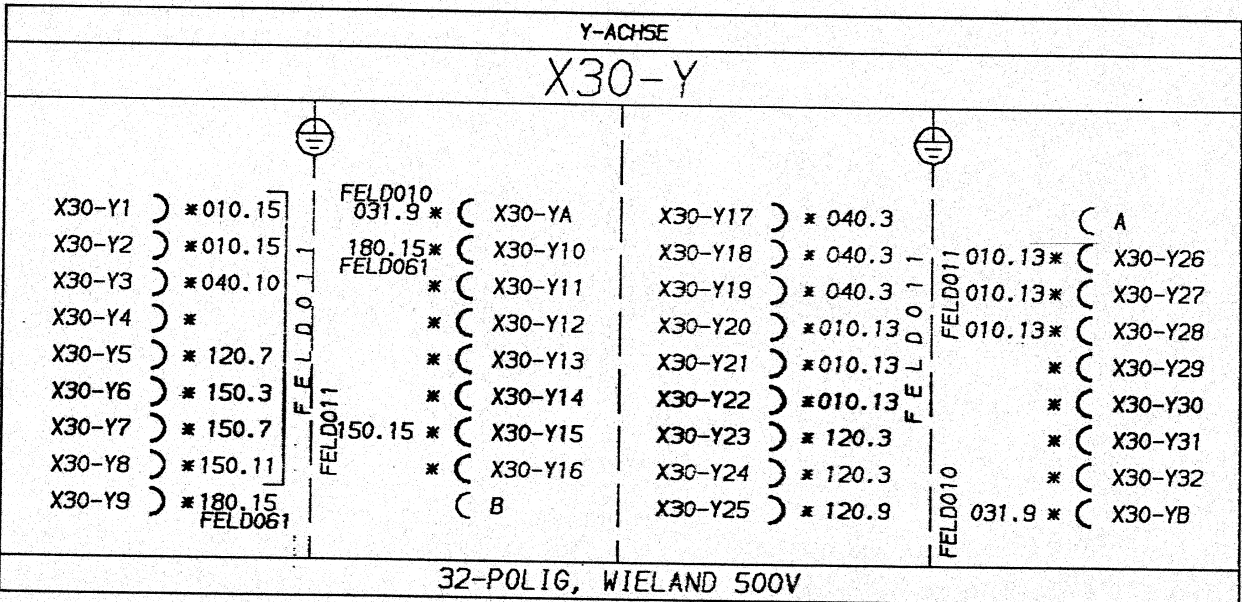 Y-ACHSE
X30-Y
X30-Y1 *010.15
X30-Y2 *010.15
X30-Y3 *040.10
X30-Y4 *
X30-Y5 * 120.7
X30-Y6 * 150.3
X30-Y7 * 150.7
X30-Y8 *150.11
X30-Y9 *180.15
FELD061
FELD011
FELD010
031.9 * X30-YA
180.15* X30-Y10
FELD061
* X30-Y11
* X30-Y12
* X30-Y13
* X30-Y14
150.15 * X30-Y15
* X30-Y16
B
FELD011
X30-Y17 * 040.3
X30-Y18 * 040.3
X30-Y19 * 040.3
X30-Y20 *010.13
X30-Y21 *010.13
X30-Y22 *010.13
X30-Y23 * 120.3
X30-Y24 * 120.3
X30-Y25 * 120.9
FELD011
A
010.13* X30-Y26
010.13* X30-Y27
010.13* X30-Y28
* X30-Y29
* X30-Y30
* X30-Y31
* X30-Y32
031.9 * X30-YB
FELD011
FELD010
32-POLIG, WIELAND 500V